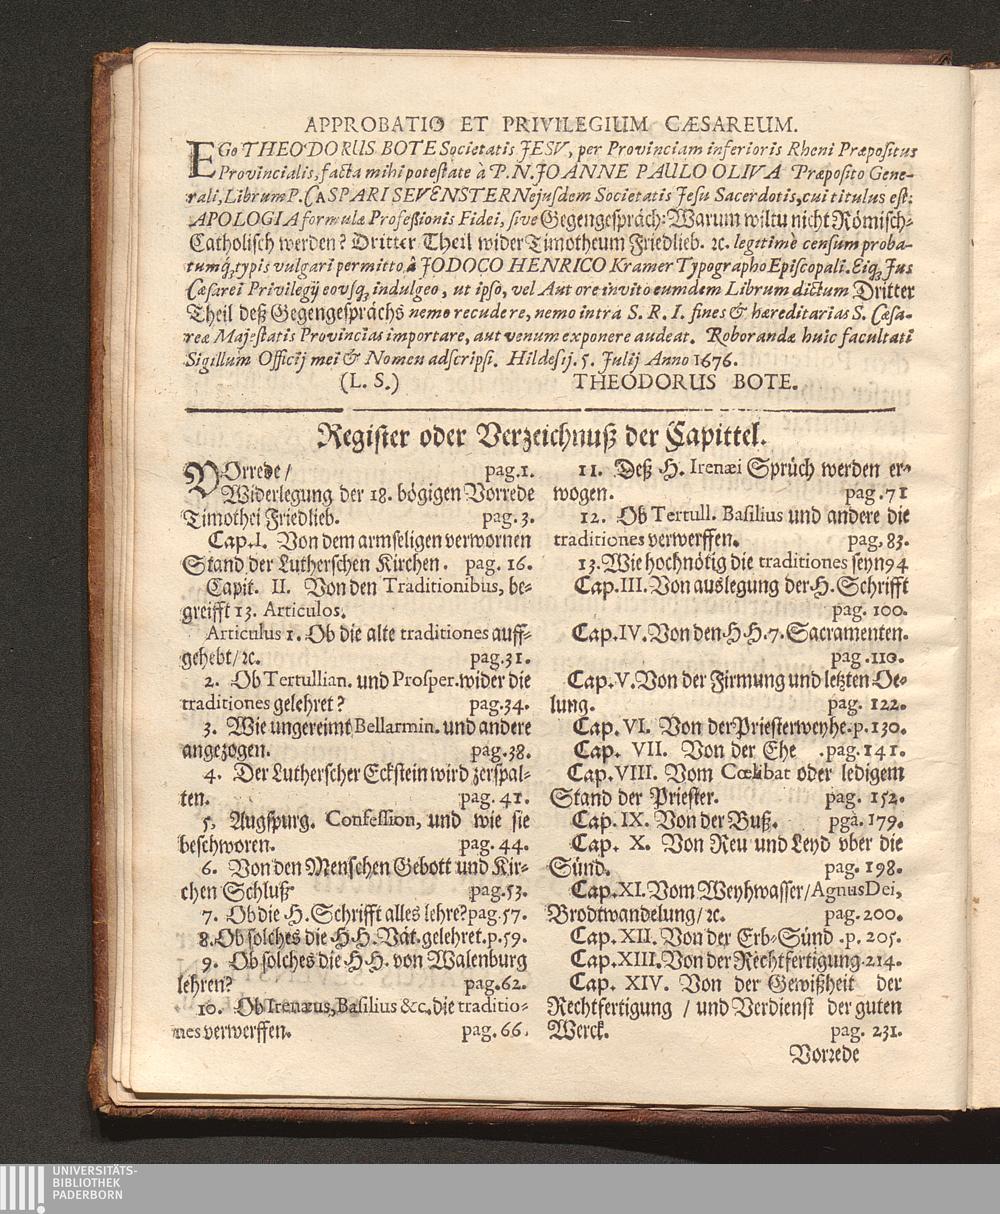 APPROBATIO ET PRIVILEGIUM CÆSAREUM.
EGo THEODORUS BOTE Societatis JESV, per Provinciam inferioris Rheni Præpositus
Provincialis, facta mihi potestate à P. N. JOANNE PAULO OLIVA Præposito Gene-
rali, Librum P. CASPARI SEVENSTERN ejusdem Societatis Jesu Sacerdotis, cui titulus est:
APOLOGIA formulæ Professionis Fidei, sive Gegengespräch: Warum wiltu nicht Römisch-
Catholisch werden? Dritter Theil wider Timotheum Friedlieb. ꝛc. legitimè censum proba-
tumq́; typis vulgari permitto â JODOCO HENRICO Kramer Typographo Episcopali. Eiq; Jus
Cæsarei Privilegij eousq; indulgeo, ut ipso, vel Autore invito eumdem Librum dictum Dritter
Theil deß Gegengesprächs nemo recudere, nemo intra S. R. I. fines & hæreditarias S. Cæsa-
reæ Majestatis Provincias importare, aut venum exponere audeat. Roborandæ huic facultati
Sigillum Officij mei & Nomen adscripsi. Hildesij. 5. Julij Anno 1676.
(L. S.) THEODORUS BOTE.
Register oder Verzeichnuß der Capittel.
VOrrede / pag. 1.
Widerlegung der 18. bögigen Vorrede
Timothei Friedlieb. pag. 3.
Cap. I. Von dem armseligen verwornen
Stand der Lutherschen Kirchen. pag. 16.
Capit. II. Von den Traditionibus, be-
greifft 13. Articulos.
Articulus 1. Ob die alte traditiones auff-
gehebt / ꝛc. pag. 31.
2. Ob Tertullian. und Prosper. wider die
traditiones gelehret? pag. 34.
3. Wie ungereimt Bellarmin. und andere
angezogen. pag. 38.
4. Der Lutherscher Eckstein wird zerspal-
ten. pag. 41.
5, Augspurg. Confession, und wie sie
beschworen. pag. 44.
6. Von den Menschen Gebott und Kir-
chen Schluß pag. 53.
7. Ob die H. Schrifft alles lehre? pag. 57.
8. Ob solches die H. H. Vät. gelehret. p. 59.
9. Ob solches die H. H. von Walenburg
lehren? pag. 62.
10. Ob Irenæus, Basilius &c. die traditio-
nes verwerffen. pag. 66.
11. Deß H. Irenæi Sprüch werden er-
wogen. pag. 71
12. Ob Tertull. Basilius und andere die
traditiones verwerffen. pag, 83.
13. Wie hochnötig die traditiones seyn 94
Cap. III. Von auslegung der H. Schrifft
pag. 100.
Cap. IV. Von den H. H. 7. Sacramenten.
pag. 110.
Cap. V. Von der Firmung und letzten Oe-
lung. pag. 122.
Cap. VI. Von der Priesterweyhe. p. 130.
Cap. VII. Von der Ehe . pag. 141.
Cap. VIII. Vom Cœlibat oder ledigem
Stand der Priester. pag. 152.
Cap. IX. Von der Buß. pga. 179.
Cap. X. Von Reu und Leyd vber die
Sünd. pag. 198.
Cap. XI. Vom Weyhwasser / Agnus Dei,
Brodtwandelung / ꝛc. pag. 200.
Cap. XII. Von der Erb-Sünd . p. 205.
Cap. XIII. Von der Rechtfertigung. 214.
Cap. XIV. Von der Gewißheit der
Rechtfertigung / und Verdienst der guten
Werck. pag. 231.
Vorrede
UNIVERSITÄTS-
BIBLIOTHEK
PADERBORN